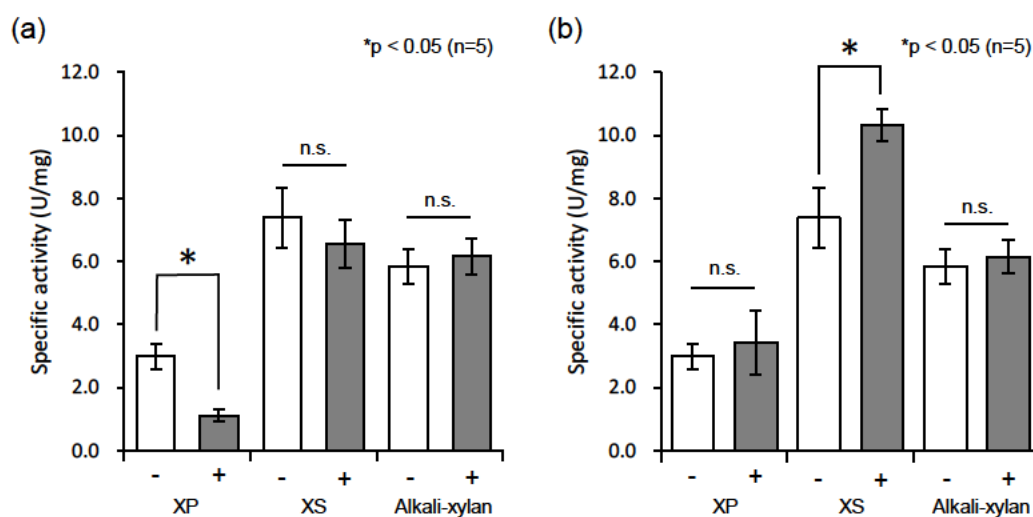 (a)
*p < 0.05 (n=5)
Specific activity (U/mg)
12.0
10.0
8.0
6.0
4.0
2.0
0.0
*
n.s.
n.s.
- + - + - +
XP XS Alkali-xylan
(b)
*p < 0.05 (n=5)
Specific activity (U/mg)
12.0
10.0
8.0
6.0
4.0
2.0
0.0
n.s.
*
n.s.
- + - + - +
XP XS Alkali-xylan